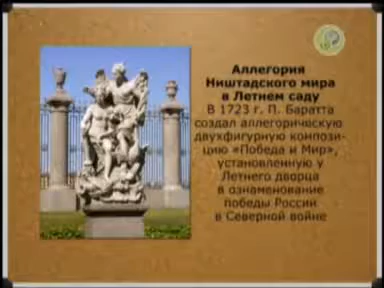 Аллегория
Ништадского мира
в Летнем саду
В 1723 г. П. Баратта
создал аллегорическую
двухфигурную компози-
цию «Победа и Мир»,
установленную у
Летнего дворца
в ознаменование
победы России
в Северной войне